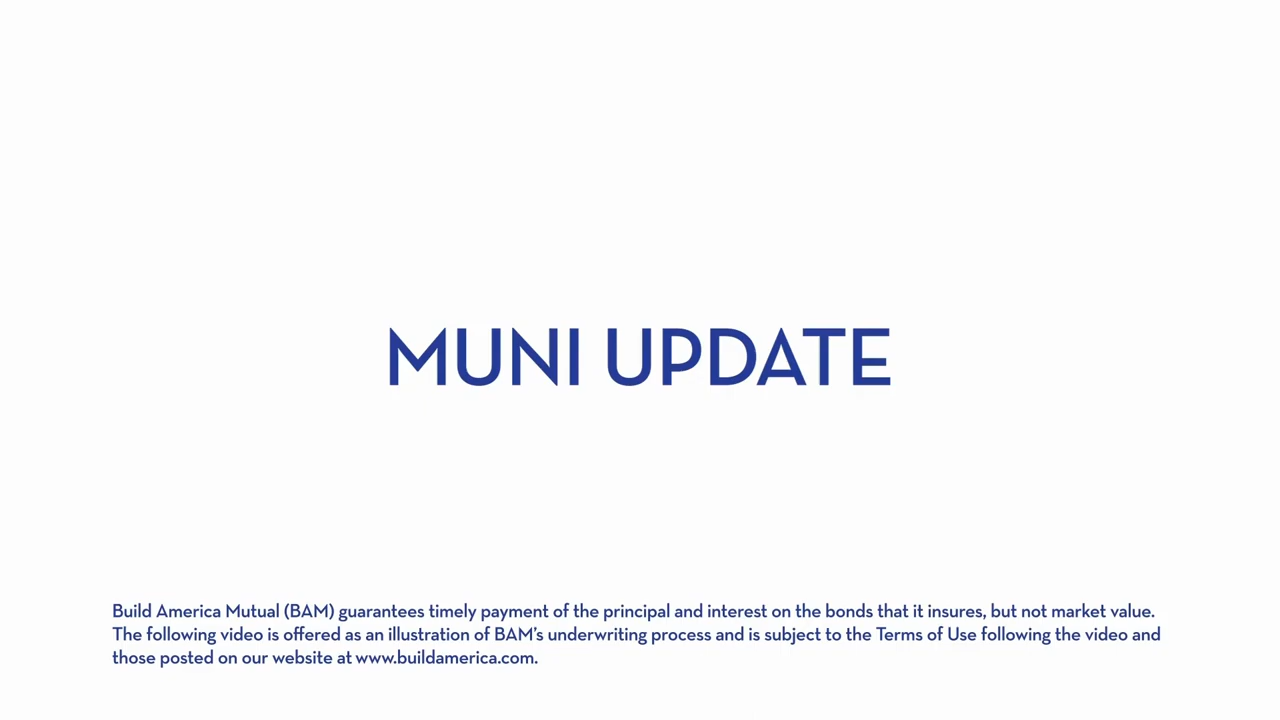 MUNI UPDATE
Build America Mutual (BAM) guarantees timely payment of the principal and interest on the bonds that it insures, but not market value.
The following video is offered as an illustration of BAM's underwriting process and is subject to the Terms of Use following the video and
those posted on our website at www.buildamerica.com.